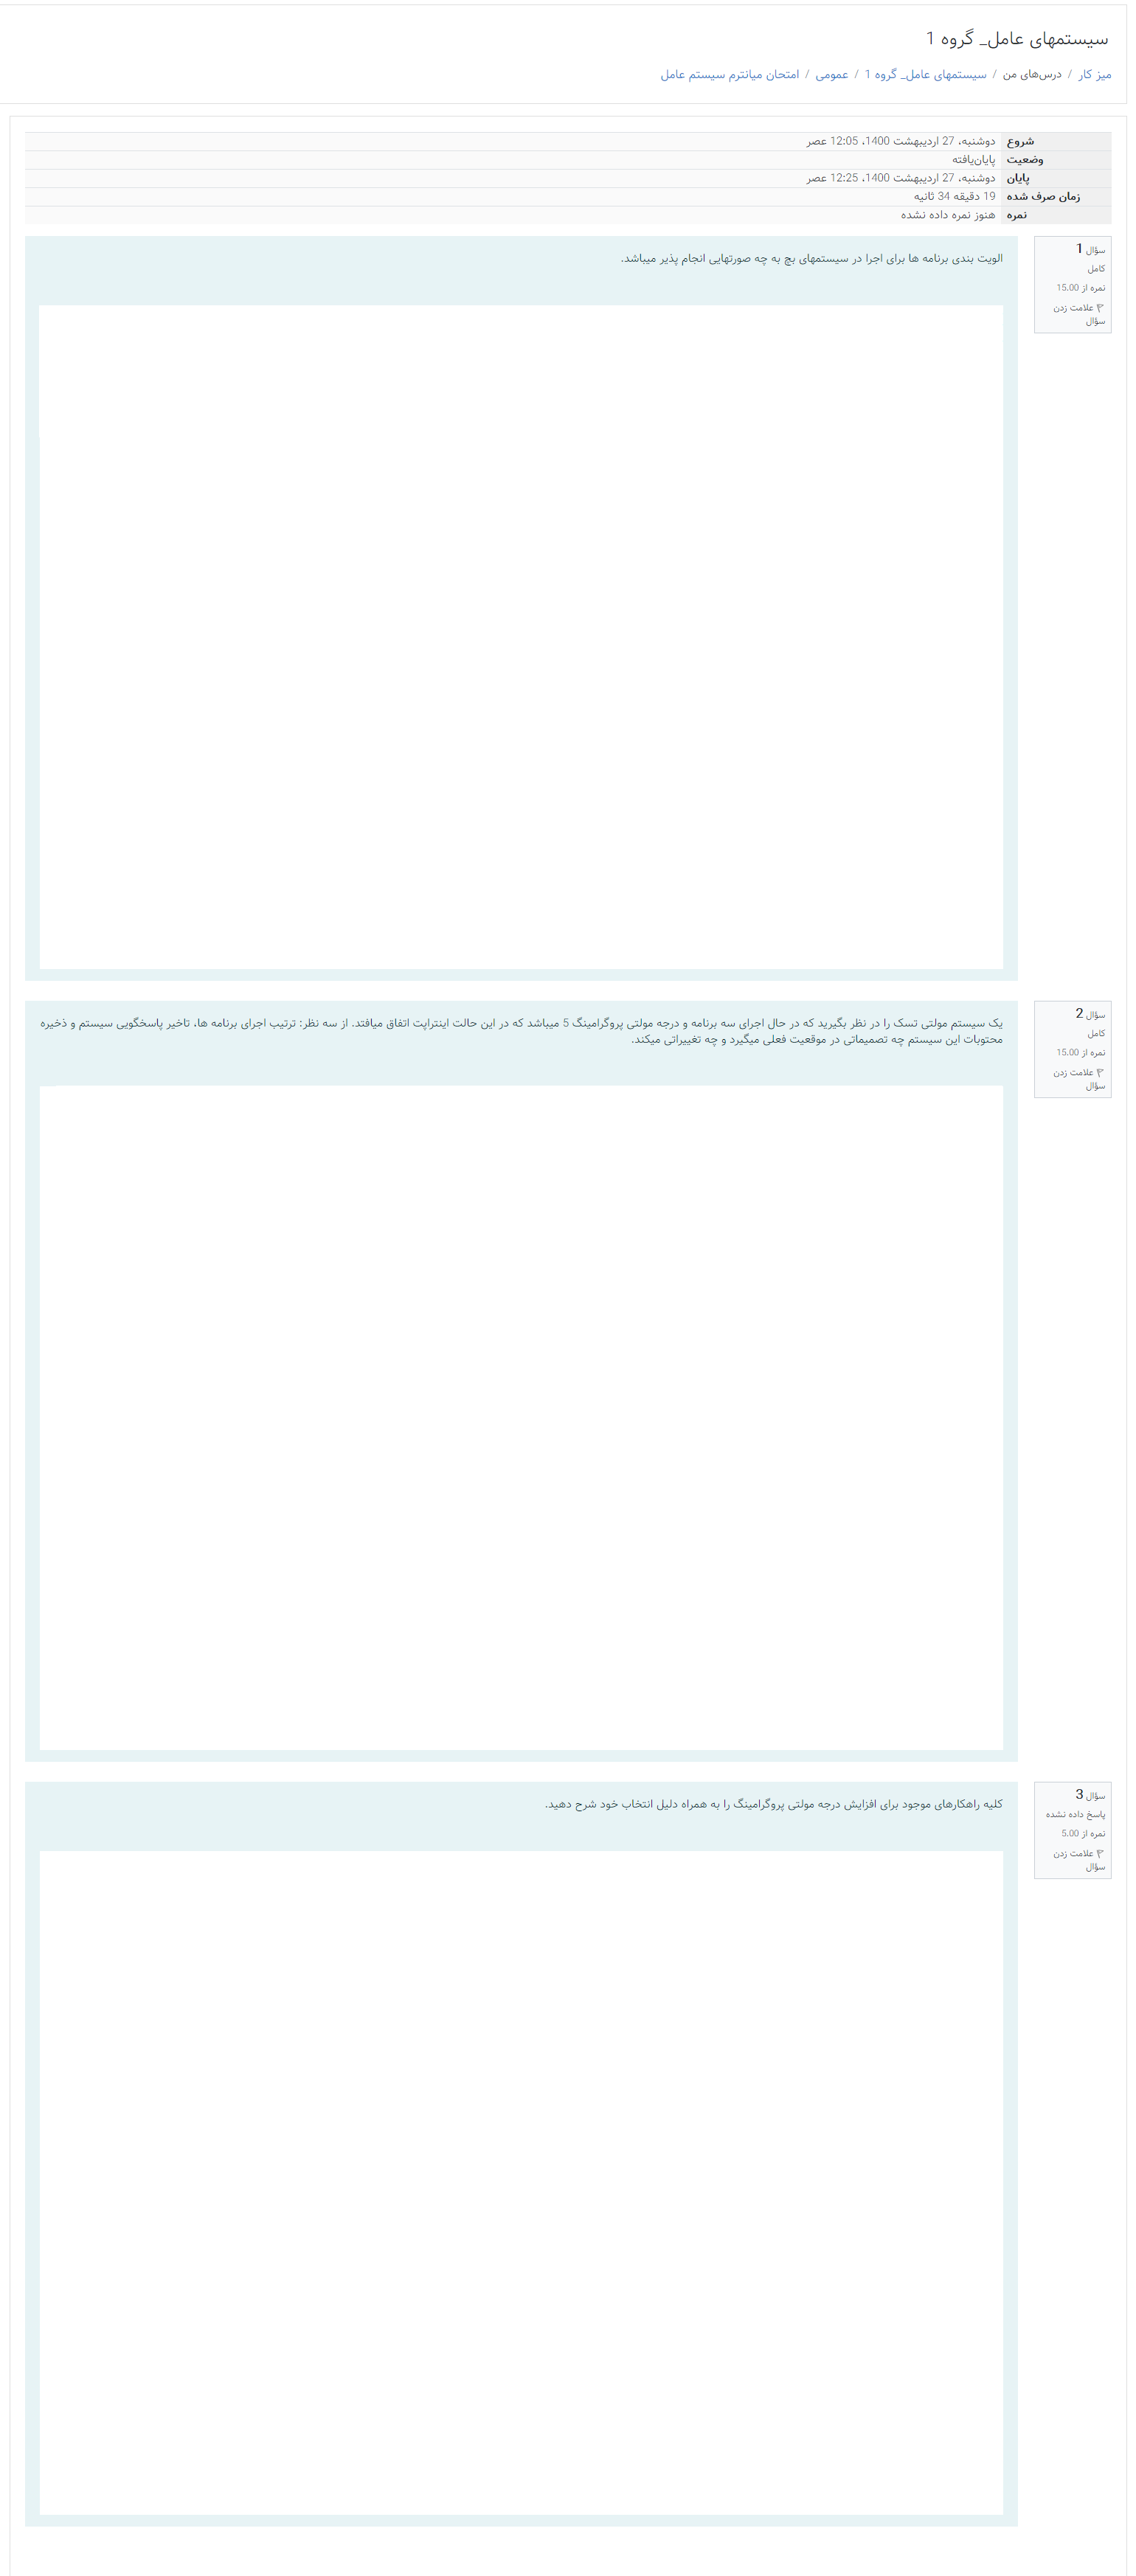 سیستمهای عامل_ گروه 1
میز کار / درس‌های من / سیستمهای عامل_ گروه 1 / عمومی / امتحان میانترم سیستم عامل
شروع دوشنبه، 27 اردیبهشت 1400، 12:05 عصر
وضعیت پایان‌یافته
پایان دوشنبه، 27 اردیبهشت 1400، 12:25 عصر
زمان صرف شده 19 دقیقه 34 ثانیه
نمره هنوز نمره داده نشده
سؤال 1
کامل
نمره از 15.00
علامت زدن
سؤال
الویت بندی برنامه ها برای اجرا در سیستمهای بچ به چه صورتهایی انجام پذیر میباشد.
سؤال 2
کامل
نمره از 15.00
علامت زدن
سؤال
یک سیستم مولتی تسک را در نظر بگیرید که در حال اجرای سه برنامه و درجه مولتی پروگرامینگ 5 میباشد که در این حالت اینتراپت اتفاق میافتد. از سه نظر: ترتیب اجرای برنامه ها، تاخیر پاسخگویی سیستم و ذخیره
محتوبات این سیستم چه تصمیماتی در موقعیت فعلی میگیرد و چه تغییراتی میکند.
سؤال 3
پاسخ داده نشده
نمره از 5.00
علامت زدن
سؤال
کلیه راهکارهای موجود برای افزایش درجه مولتی پروگرامینگ را به همراه دلیل انتخاب خود شرح دهید.